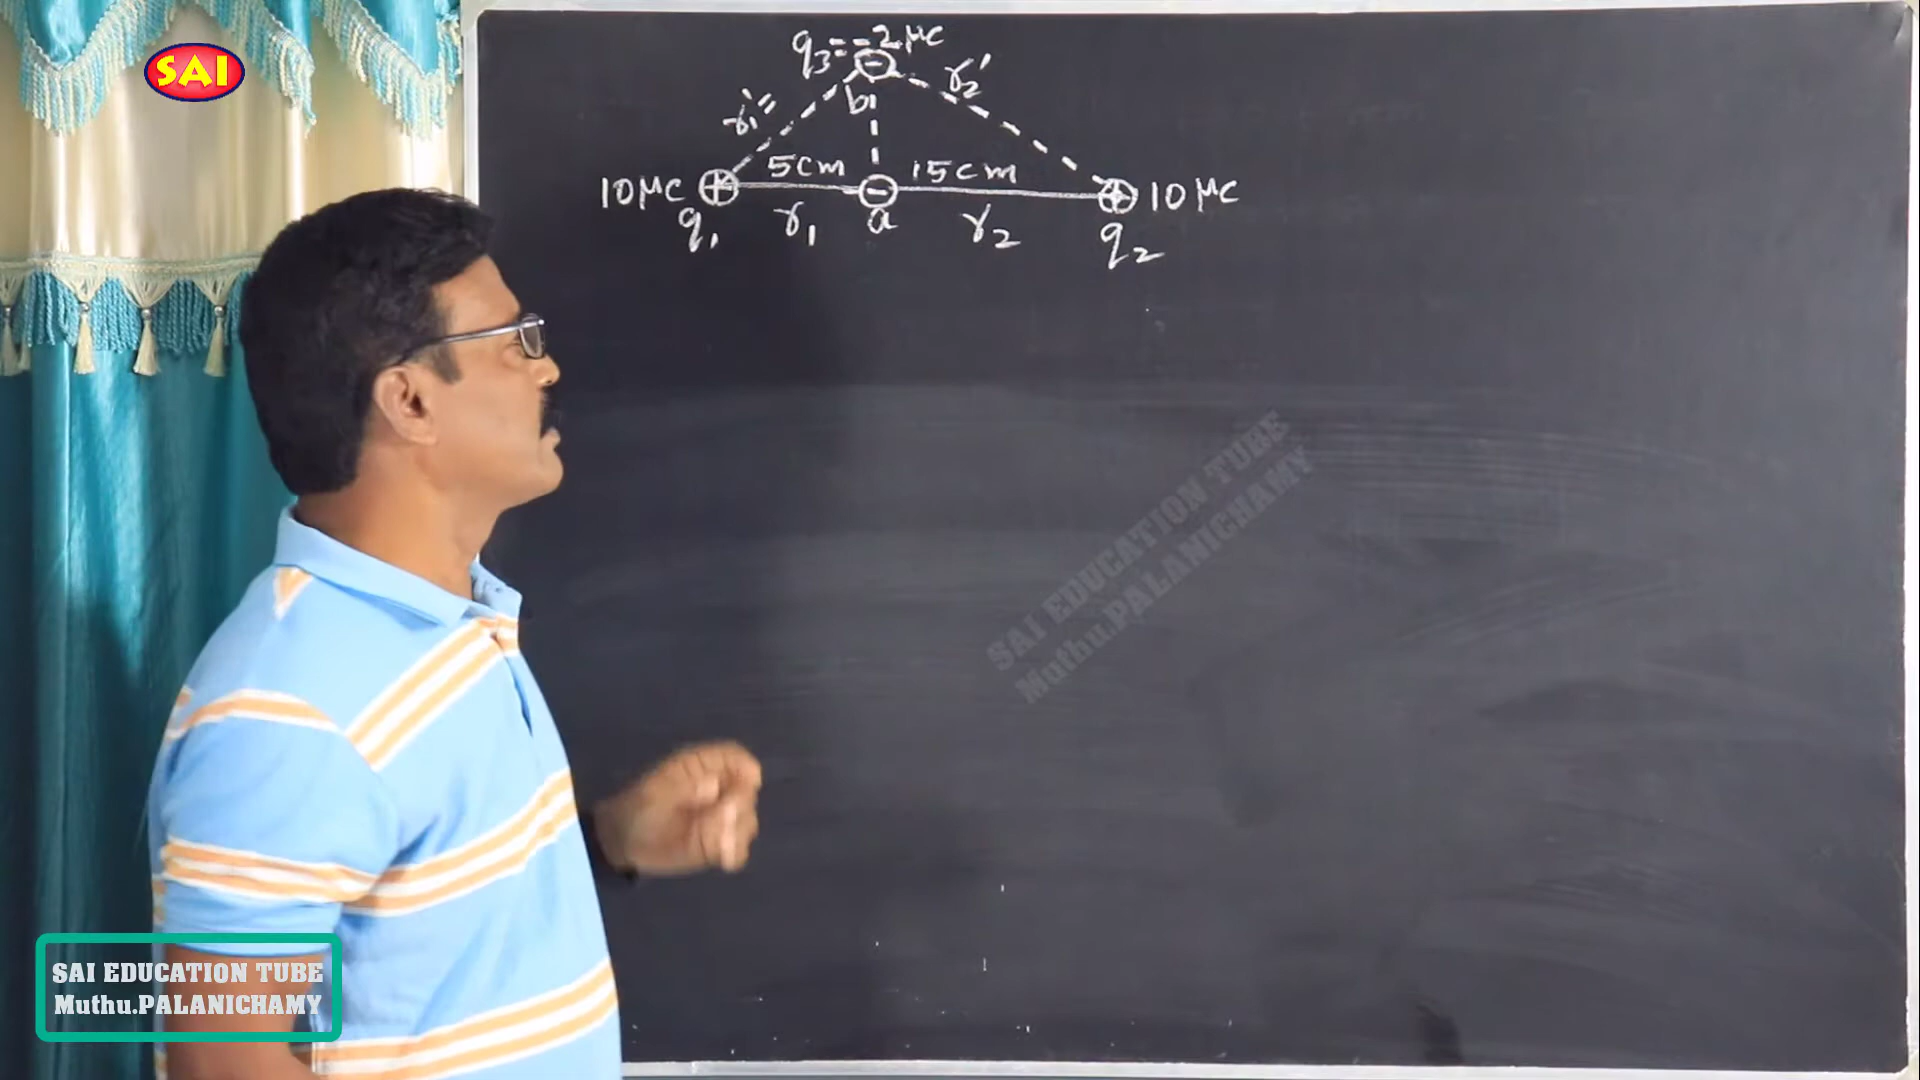 SAI
q3=-2μc
r1'=
r2'
b
5cm
15cm
10μc
10μc
q1
r1
a
r2
q2
SAI EDUCATION TUBE
Muthu.PALANICHAMY
SAI EDUCATION TUBE
Muthu.PALANICHAMY